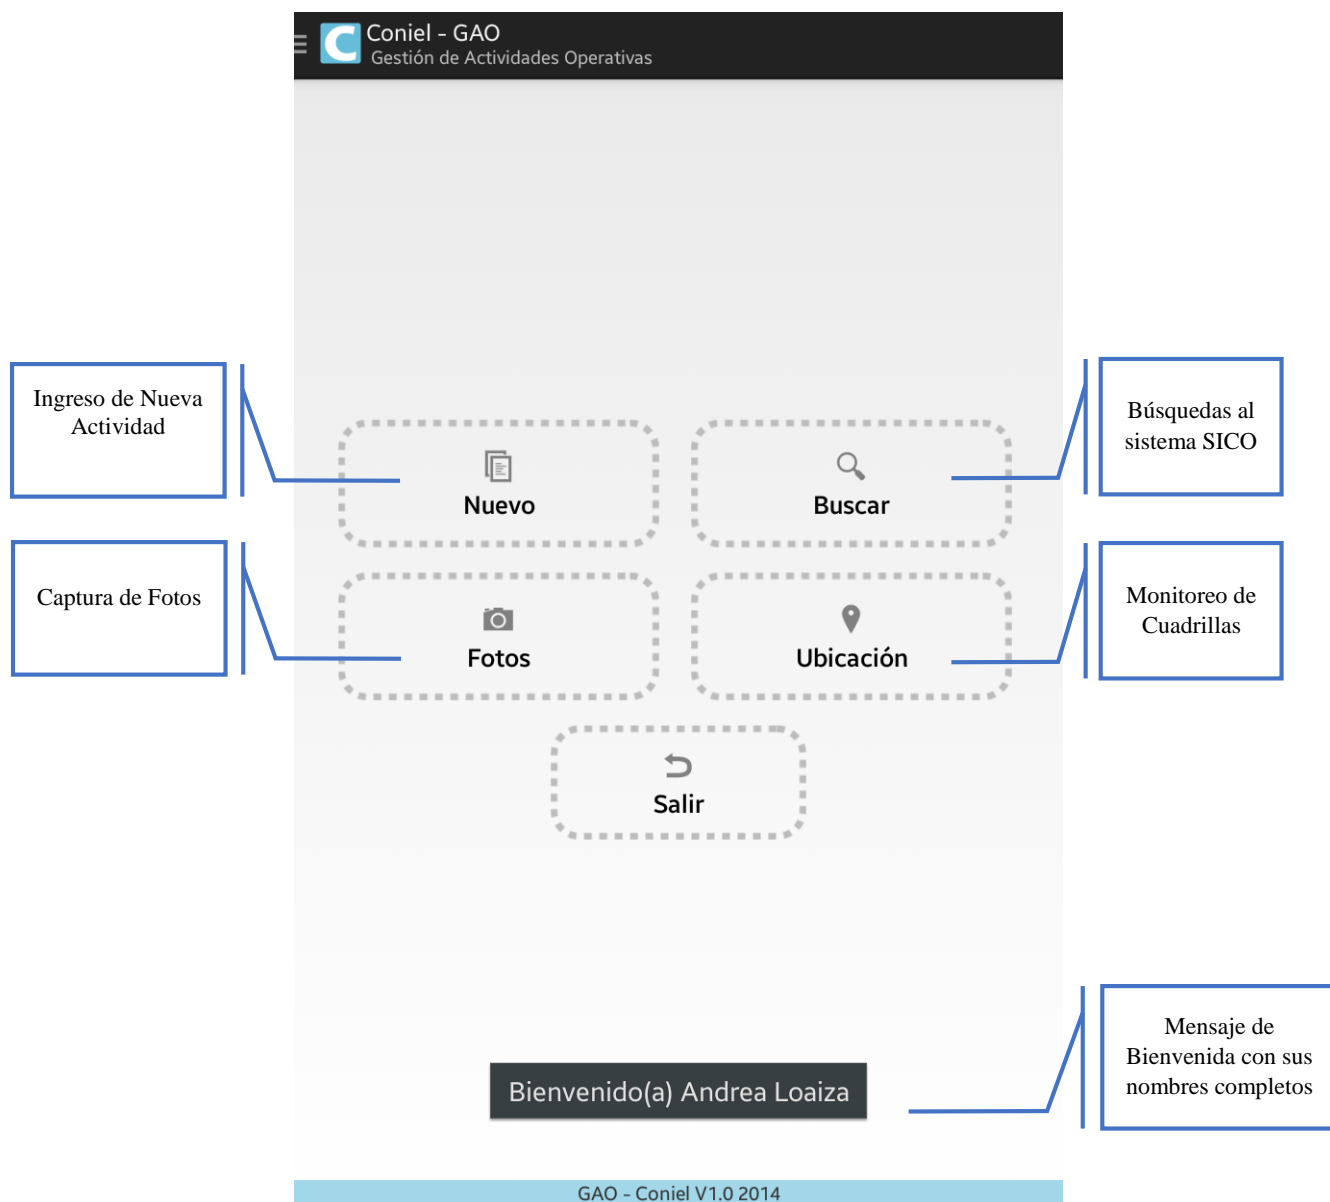 Coniel - GAO
Gestión de Actividades Operativas
Ingreso de Nueva
Actividad
Búsquedas al
sistema SICO
Nuevo
Buscar
Captura de Fotos
Monitoreo de
Cuadrillas
Fotos
Ubicación
Salir
Mensaje de
Bienvenida con sus
nombres completos
Bienvenido(a) Andrea Loaiza
GAO - Coniel V1.0 2014